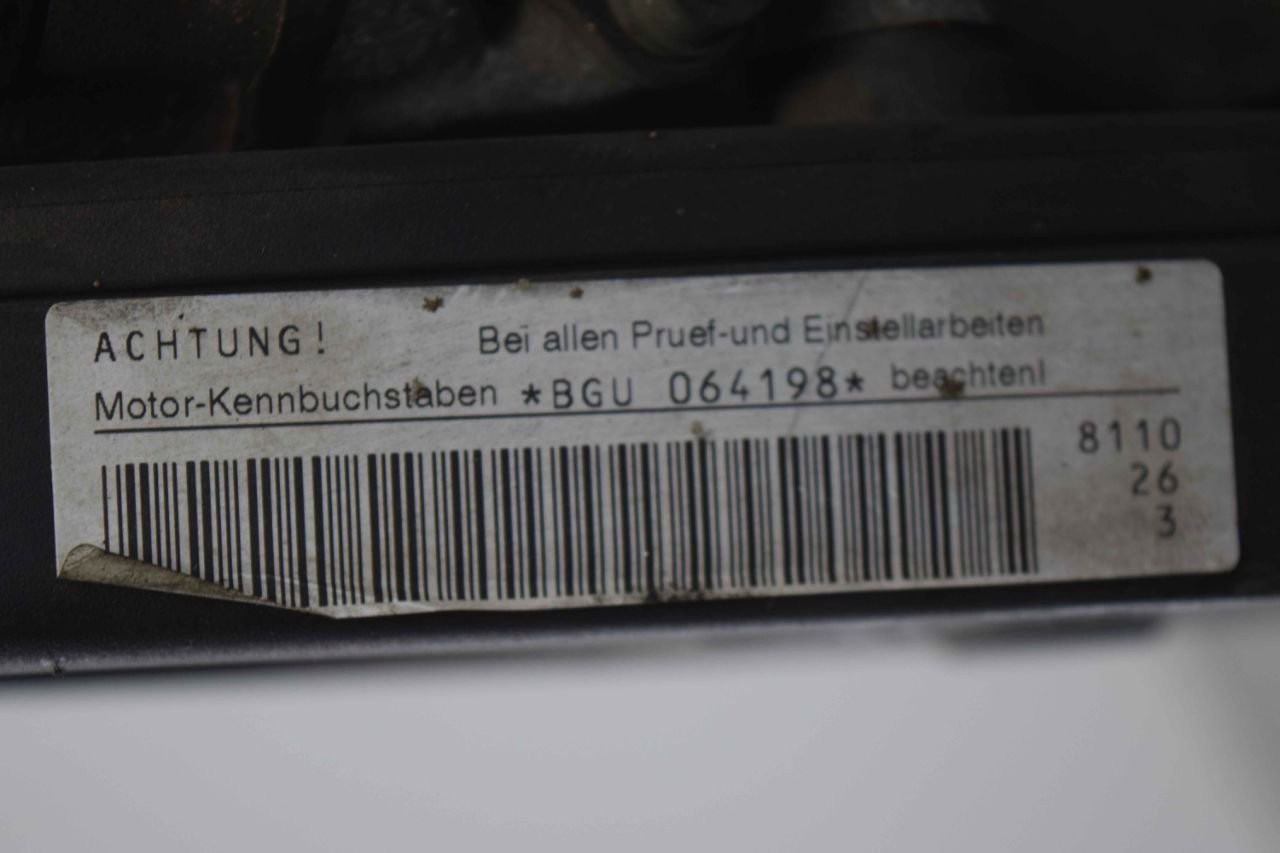 ACHTUNG! Bei allen Pruef-und Einstellarbeiten
Motor-Kennbuchstaben *BGU 064198* beachten!
8110
26
3